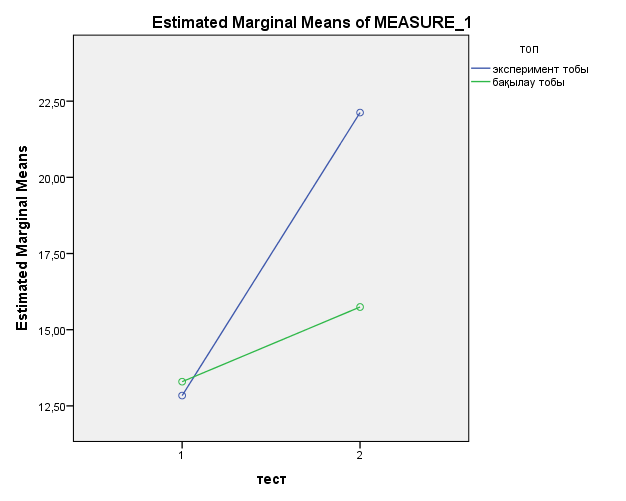 Estimated Marginal Means of MEASURE_1
топ
эксперимент тобы
бақылау тобы
Estimated Marginal Means
22,50
20,00
17,50
15,00
12,50
1
2
тест